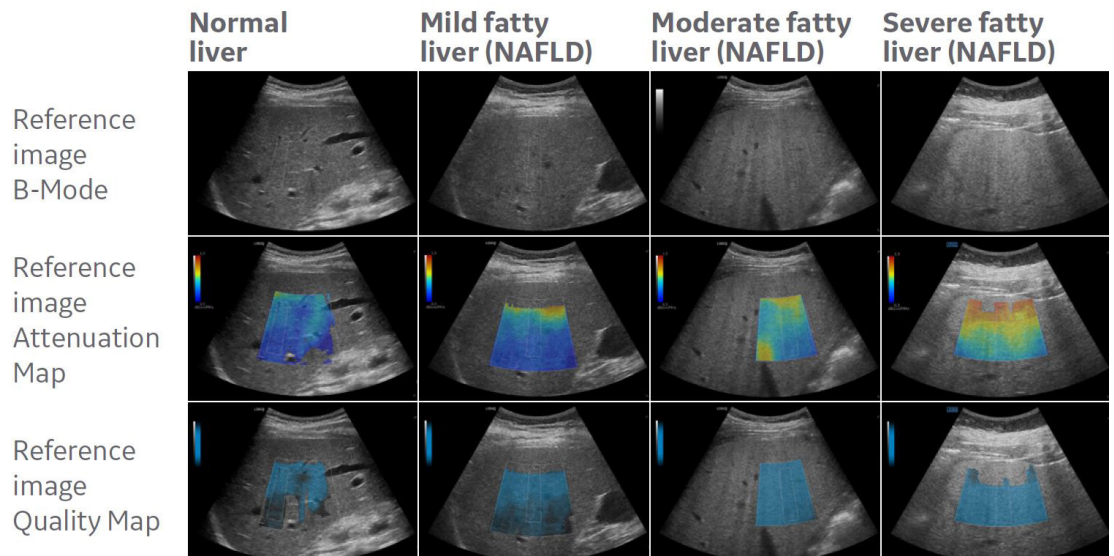 Normal
liver
Mild fatty
liver (NAFLD)
Moderate fatty
liver (NAFLD)
Severe fatty
liver (NAFLD)
Reference
image
B-Mode
Reference
image
Attenuation
Map
Reference
image
Quality Map